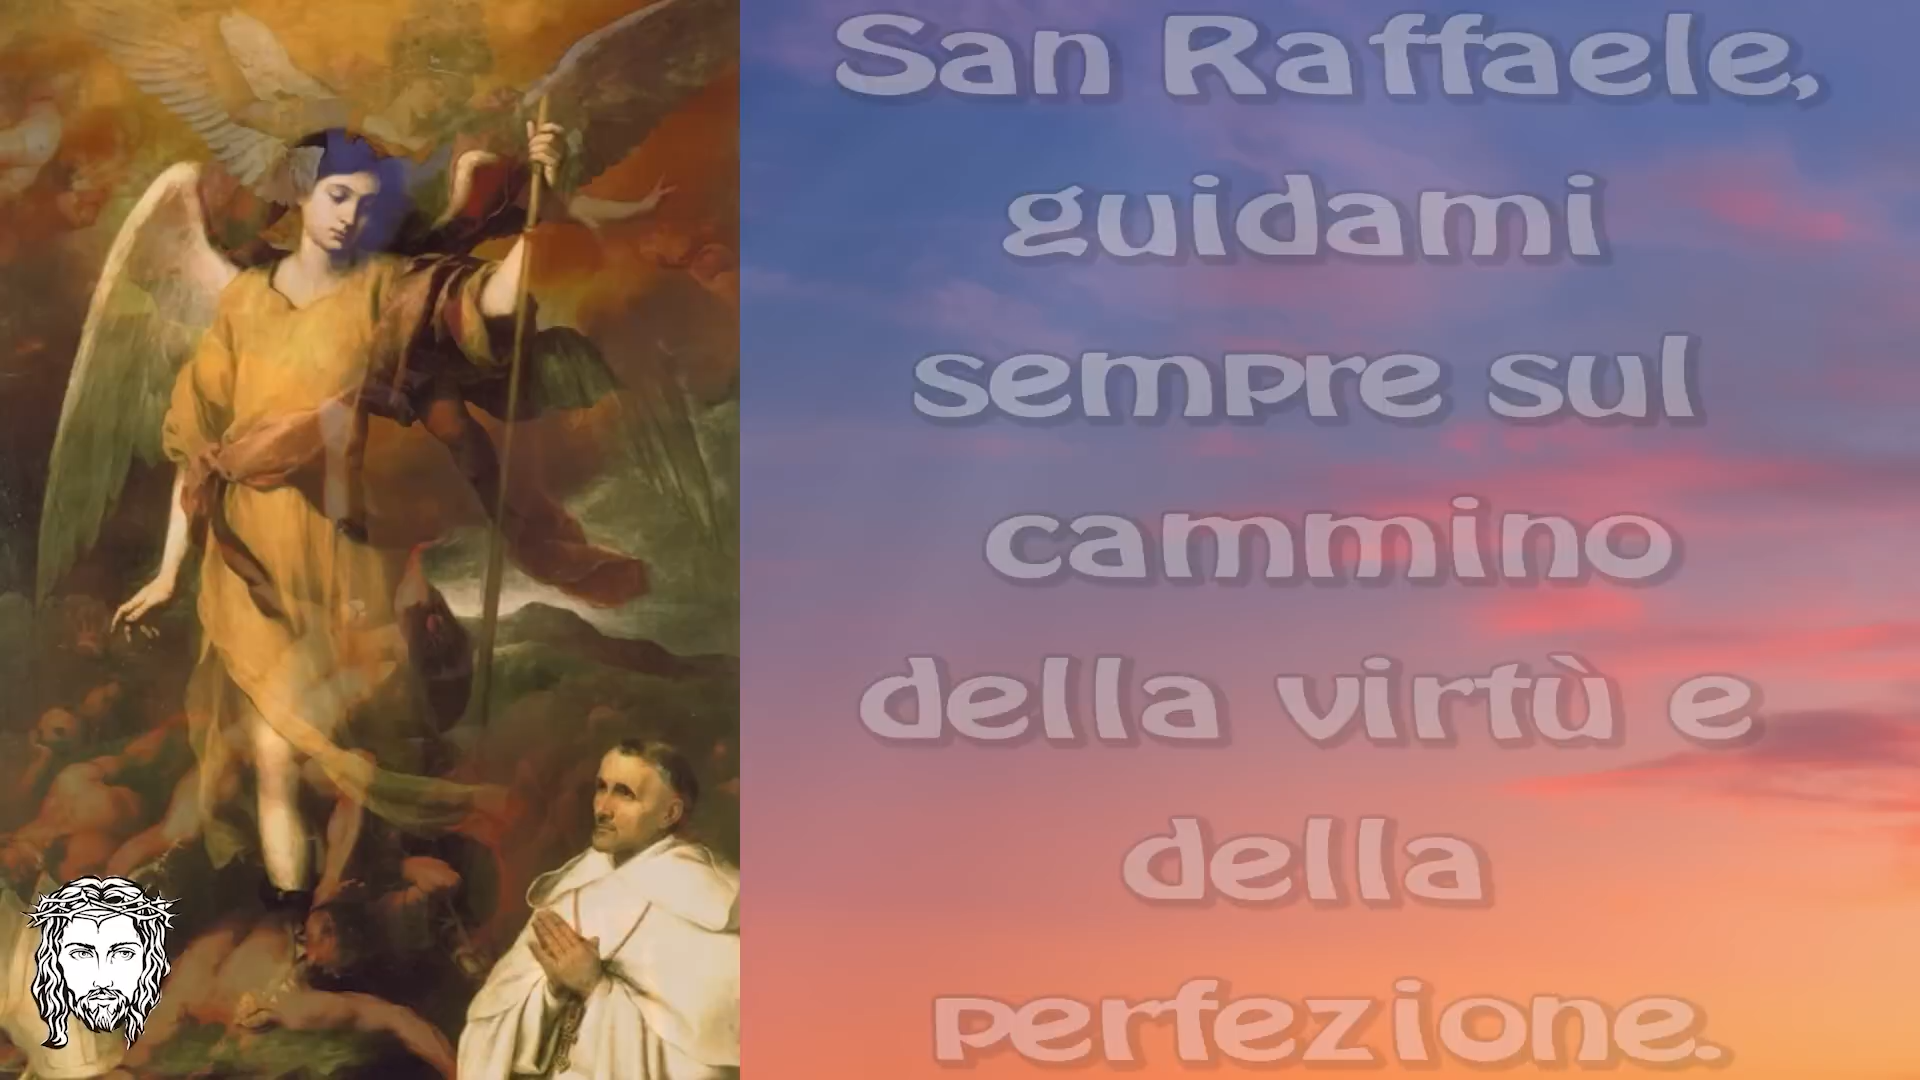 San Raffaele,
guidami
sempre sul
cammino
della virtù e
della
perfezione.